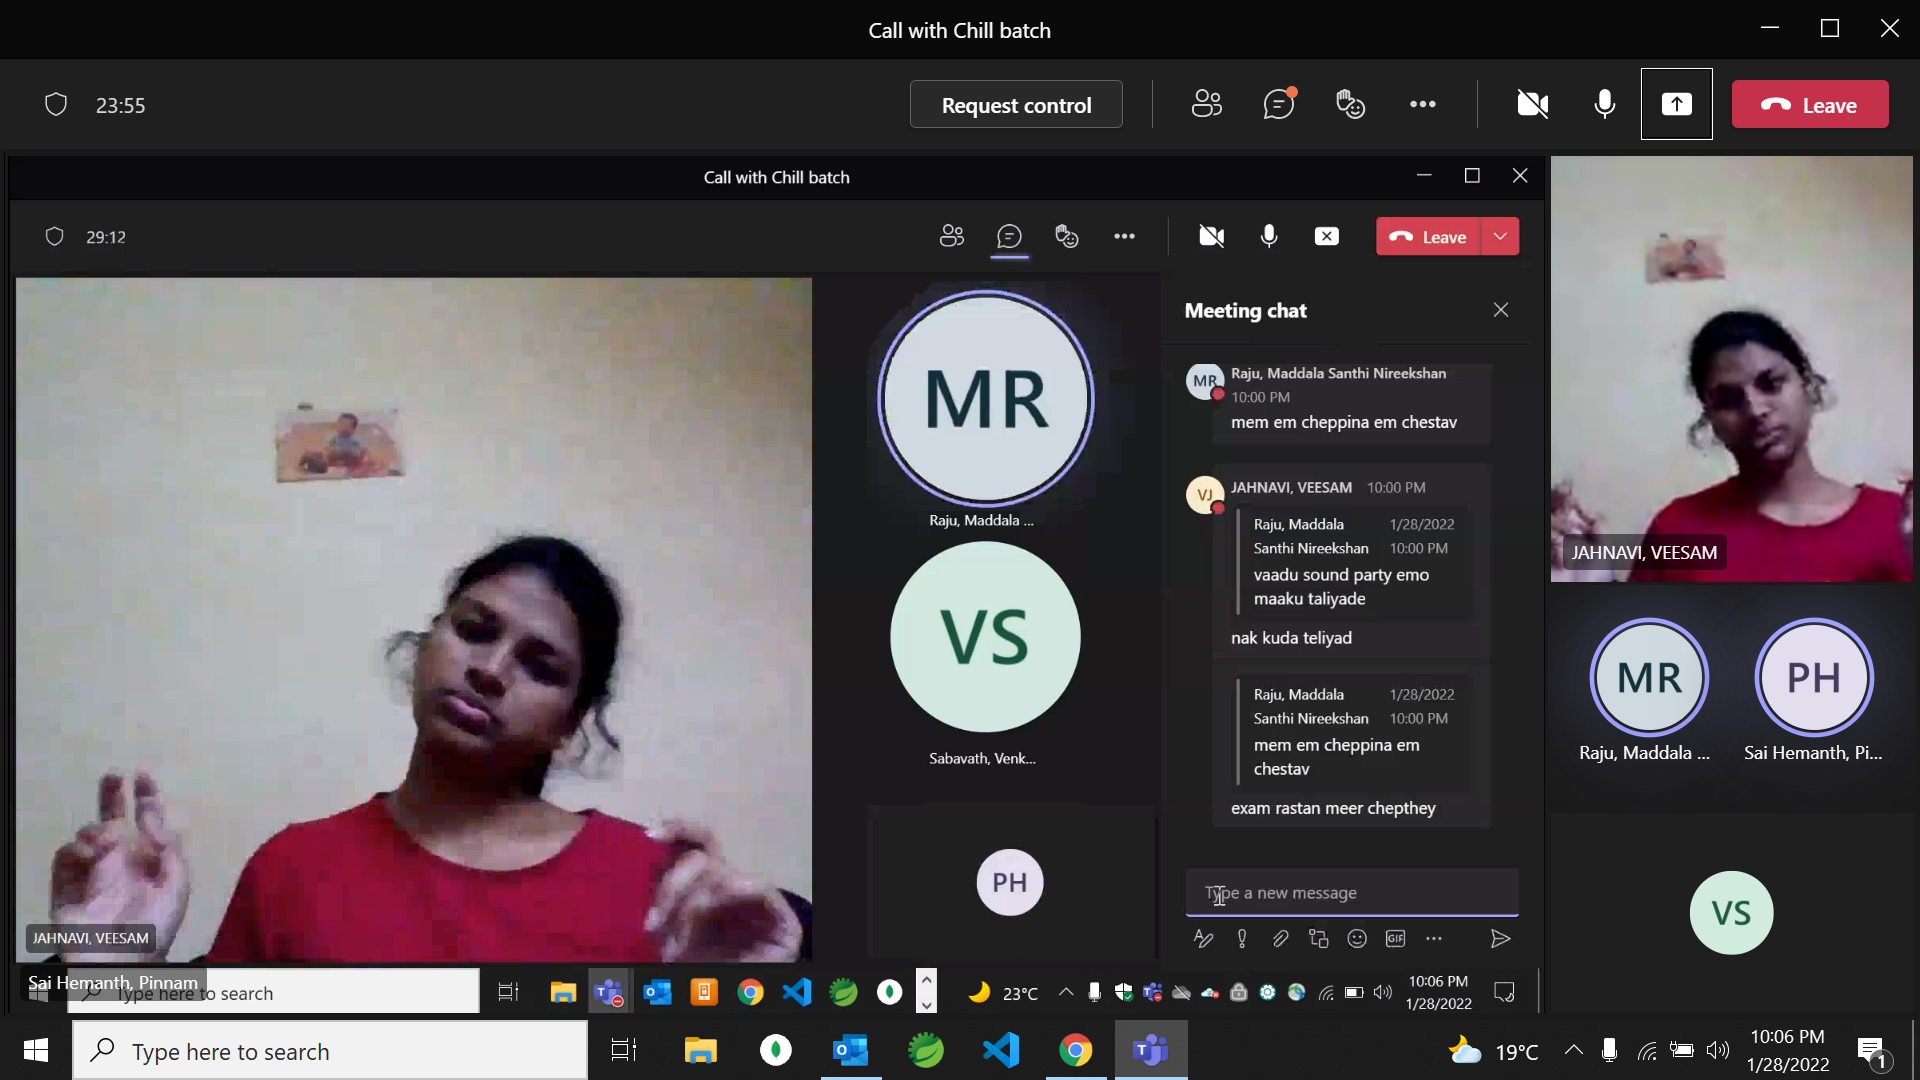 Call with Chill batch
23:55
Request control
Leave
Call with Chill batch
29:12
Leave
MR
Raju, Maddala ...
VS
Sabavath, Venk...
PH
JAHNAVI, VEESAM
Meeting chat
MR
Raju, Maddala Santhi Nireekshan
10:00 PM
mem em cheppina em chestav
VJ
JAHNAVI, VEESAM 10:00 PM
Raju, Maddala 1/28/2022
Santhi Nireekshan 10:00 PM
vaadu sound party emo
maaku taliyade
nak kuda teliyad
Raju, Maddala 1/28/2022
Santhi Nireekshan 10:00 PM
mem em cheppina em
chestav
exam rastan meer chepthey
Type a new message
GIF
JAHNAVI, VEESAM
MR
Raju, Maddala ...
PH
Sai Hemanth, Pi...
VS
Sai Hemanth, Pinnam
Type here to search
23°C
10:06 PM
1/28/2022
Type here to search
19°C
10:06 PM
1/28/2022
1